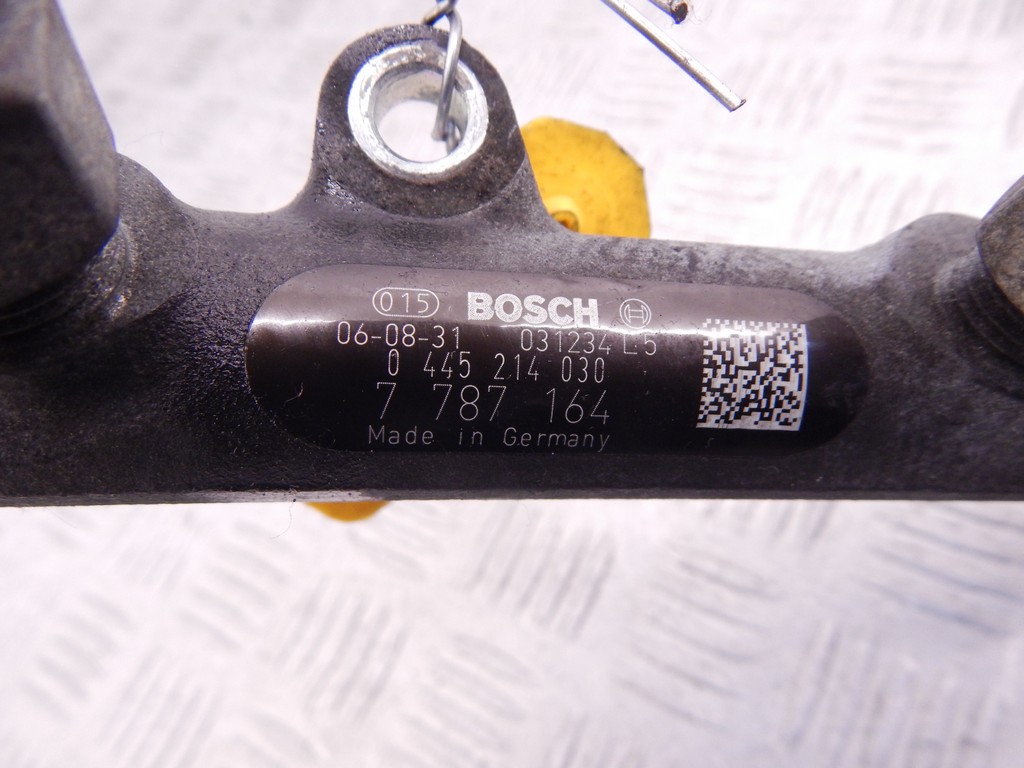 015 BOSCH
06-08-31 031234 L5
0 445 214 030
7 787 164
Made in Germany